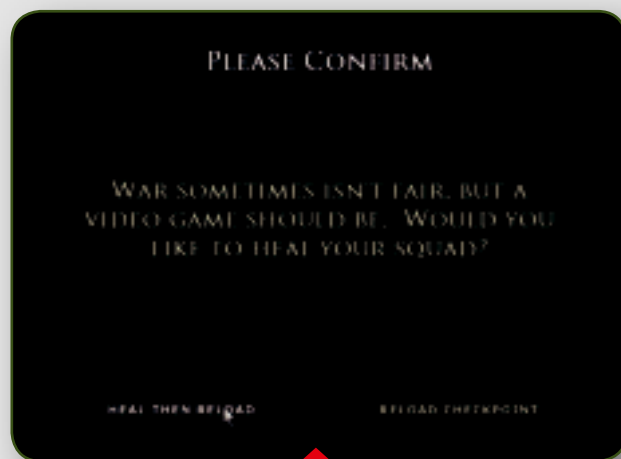 PLEASE CONFIRM
WAR SOMETIMES ISN'T FAIR, BUT A
VIDEO GAME SHOULD BE. WOULD YOU
LIKE TO HEAL YOUR SQUAD?
HEAL THEN RELOAD
RELOAD CHECKPOINT